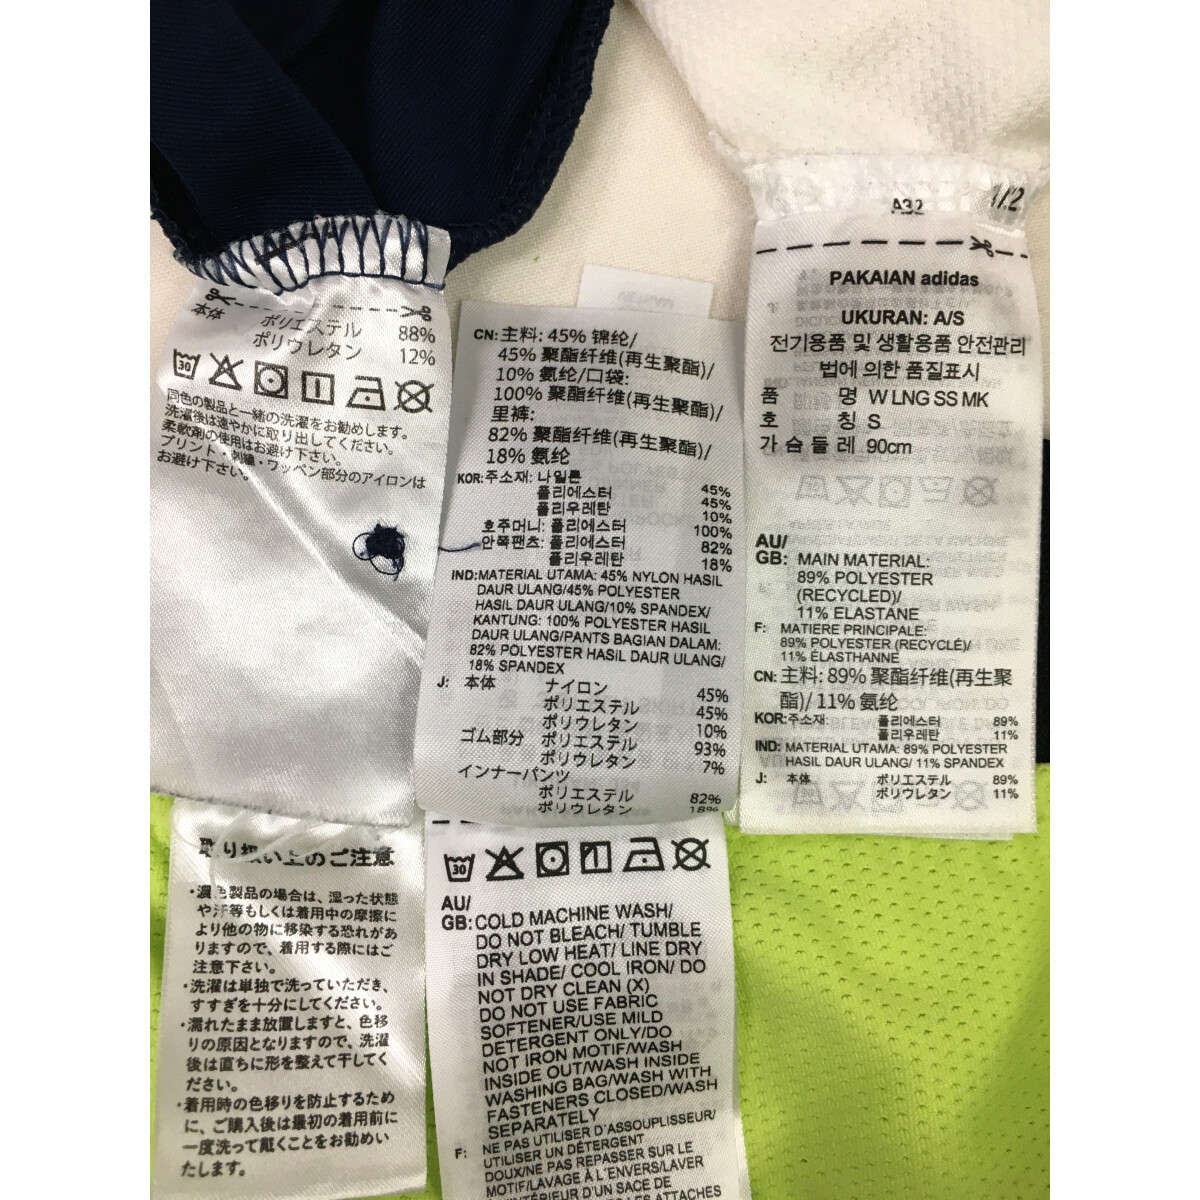 本体
ポリエステル 88%
ポリウレタン 12%
30
同色の製品と一緒の洗濯をお勧めします。
洗濯後は速やかに取り出してください。
柔軟剤の使用はお避け下さい。
プリント・刺繍・ワッペン部分のアイロンは
お避け下さい。
取り扱い上のご注意
・濃色製品の場合は、湿った状態
や汗等もしくは着用中の摩擦に
より他の物に移染する恐れがあ
りますので、着用する際にはご
注意下さい。
・洗濯は単独で洗っていただき、
すすぎを十分にしてください。
・濡れたまま放置しますと、色移
りの原因となりますので、洗濯
後は直ちに形を整えて干してく
ださい。
・着用時の色移りを防止するため
に、ご購入後は最初の着用前に
一度洗って戴くことをお勧めい
たします。
CN:主料: 45% 锦纶/
45% 聚酯纤维(再生聚酯)/
10% 氨纶/口袋:
100% 聚酯纤维(再生聚酯)/
里裤:
82% 聚酯纤维(再生聚酯)/
18% 氨纶
KOR:주소재: 나일론 45%
폴리에스터 45%
폴리우레탄 10%
호주머니: 폴리에스터 100%
안쪽팬츠: 폴리에스터 82%
폴리우레탄 18%
IND:MATERIAL UTAMA: 45% NYLON HASIL
DAUR ULANG/45% POLYESTER
HASIL DAUR ULANG/10% SPANDEX/
KANTUNG: 100% POLYESTER HASIL
DAUR ULANG/PANTS BAGIAN DALAM:
82% POLYESTER HASIL DAUR ULANG/
18% SPANDEX
J: 本体 ナイロン 45%
ポリエステル 45%
ポリウレタン 10%
ゴム部分 ポリエステル 93%
ポリウレタン 7%
インナーパンツ
ポリエステル 82%
ポリウレタン 18%
30
AU/
GB: COLD MACHINE WASH/
DO NOT BLEACH/ TUMBLE
DRY LOW HEAT/ LINE DRY
IN SHADE/ COOL IRON/ DO
NOT DRY CLEAN (X)
DO NOT USE FABRIC
SOFTENER/USE MILD
DETERGENT ONLY/DO
NOT IRON MOTIF/WASH
INSIDE OUT/WASH INSIDE
WASHING BAG/WASH WITH
FASTENERS CLOSED/WASH
SEPARATELY
F: NE PAS UTILISER D'ASSOUPLISSEUR/
UTILISER UN DÉTERGENT
DOUX/NE PAS REPASSER SUR LE
MOTIF/LAVAGE À L'ENVERS/LAVER
L'INTÉRIEUR D'UN SAC DE
LES ATTACHES
A32 1/2
PAKAIAN adidas
UKURAN: A/S
전기용품 및 생활용품 안전관리
법에 의한 품질표시
품 명 W LNG SS MK
호 칭 S
가 슴 둘 레 90cm
AU/
GB: MAIN MATERIAL:
89% POLYESTER
(RECYCLED)/
11% ELASTANE
F: MATIERE PRINCIPALE:
89% POLYESTER (RECYCLÉ)/
11% ÉLASTHANNE
CN: 主料: 89% 聚酯纤维(再生聚
酯)/ 11% 氨纶
KOR:주소재: 폴리에스터 89%
폴리우레탄 11%
IND: MATERIAL UTAMA: 89% POLYESTER
HASIL DAUR ULANG/ 11% SPANDEX
J: 本体 ポリエステル 89%
ポリウレタン 11%